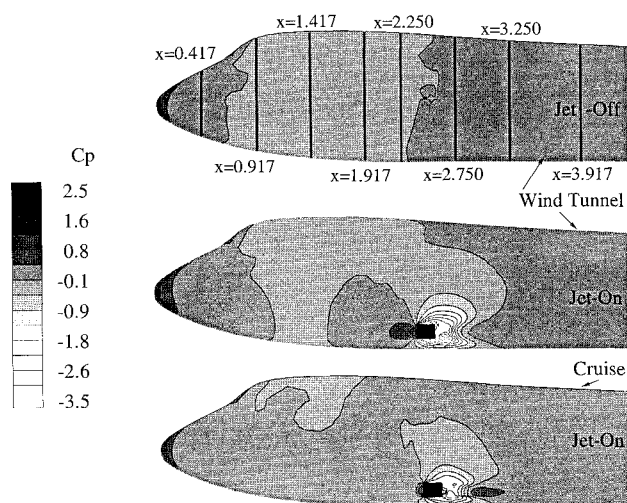 x=1.417
x=2.250
x=3.250
x=0.417
Jet -Off
Cp
x=0.917
x=1.917
x=2.750
x=3.917
Wind Tunnel
2.5
1.6
0.8
-0.1
-0.9
-1.8
-2.6
-3.5
Jet-On
Cruise
Jet-On